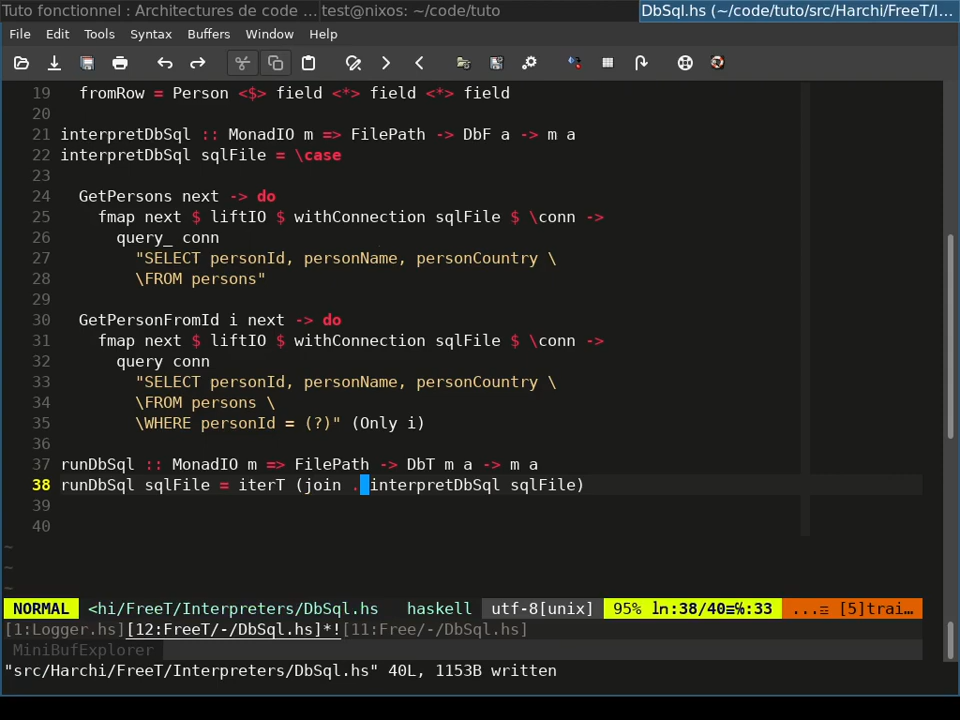 Tuto fonctionnel : Architectures de code ... test@nixos: ~/code/tuto DbSql.hs (~/code/tuto/src/Harchi/FreeT/I...
File Edit Tools Syntax Buffers Window Help
19 fromRow = Person <$> field <*> field <*> field
20
21 interpretDbSql :: MonadIO m => FilePath -> DbF a -> m a
22 interpretDbSql sqlFile = \case
23
24 GetPersons next -> do
25 fmap next $ liftIO $ withConnection sqlFile $ \conn ->
26 query_ conn
27 "SELECT personId, personName, personCountry \
28 \FROM persons"
29
30 GetPersonFromId i next -> do
31 fmap next $ liftIO $ withConnection sqlFile $ \conn ->
32 query conn
33 "SELECT personId, personName, personCountry \
34 \FROM persons \
35 \WHERE personId = (?)" (Only i)
36
37 runDbSql :: MonadIO m => FilePath -> DbT m a -> m a
38 runDbSql sqlFile = iterT (join . interpretDbSql sqlFile)
39
40
~
~
~
NORMAL <hi/FreeT/Interpreters/DbSql.hs haskell utf-8[unix] 95% ln:38/40≡℅:33 ...☲ [5]trai...
[1:Logger.hs][12:FreeT/-/DbSql.hs]*![11:Free/-/DbSql.hs]
MiniBufExplorer
"src/Harchi/FreeT/Interpreters/DbSql.hs" 40L, 1153B written